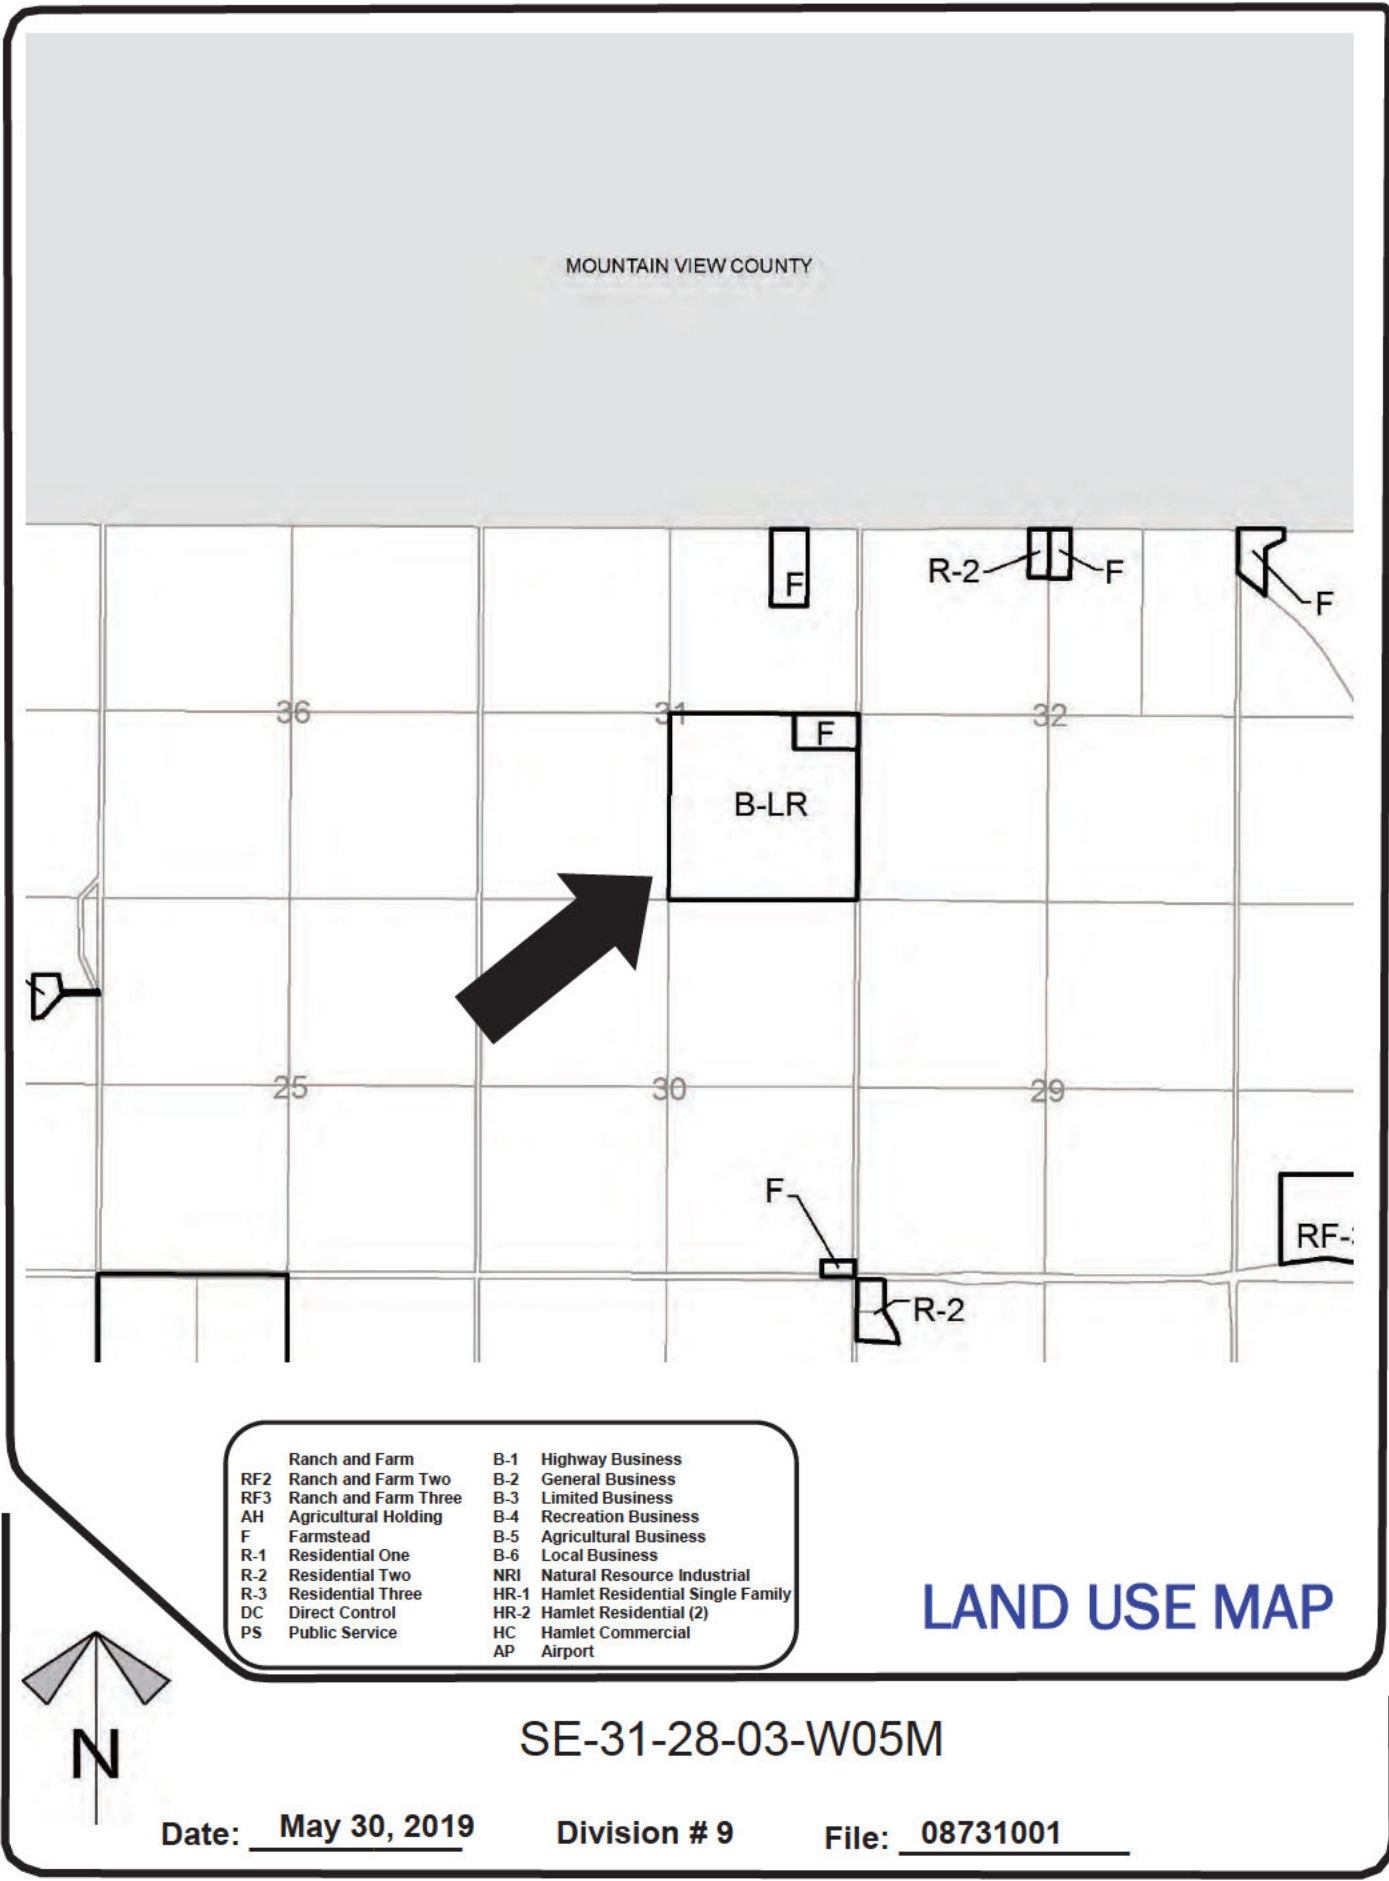 MOUNTAIN VIEW COUNTY
F
R-2
F
F
36
31
32
F
B-LR
25
30
29
F
RF-
R-2
Ranch and Farm
RF2 Ranch and Farm Two
RF3 Ranch and Farm Three
AH Agricultural Holding
F Farmstead
R-1 Residential One
R-2 Residential Two
R-3 Residential Three
DC Direct Control
PS Public Service
B-1 Highway Business
B-2 General Business
B-3 Limited Business
B-4 Recreation Business
B-5 Agricultural Business
B-6 Local Business
NRI Natural Resource Industrial
HR-1 Hamlet Residential Single Family
HR-2 Hamlet Residential (2)
HC Hamlet Commercial
AP Airport
LAND USE MAP
N
SE-31-28-03-W05M
Date: May 30, 2019 Division # 9 File: 08731001